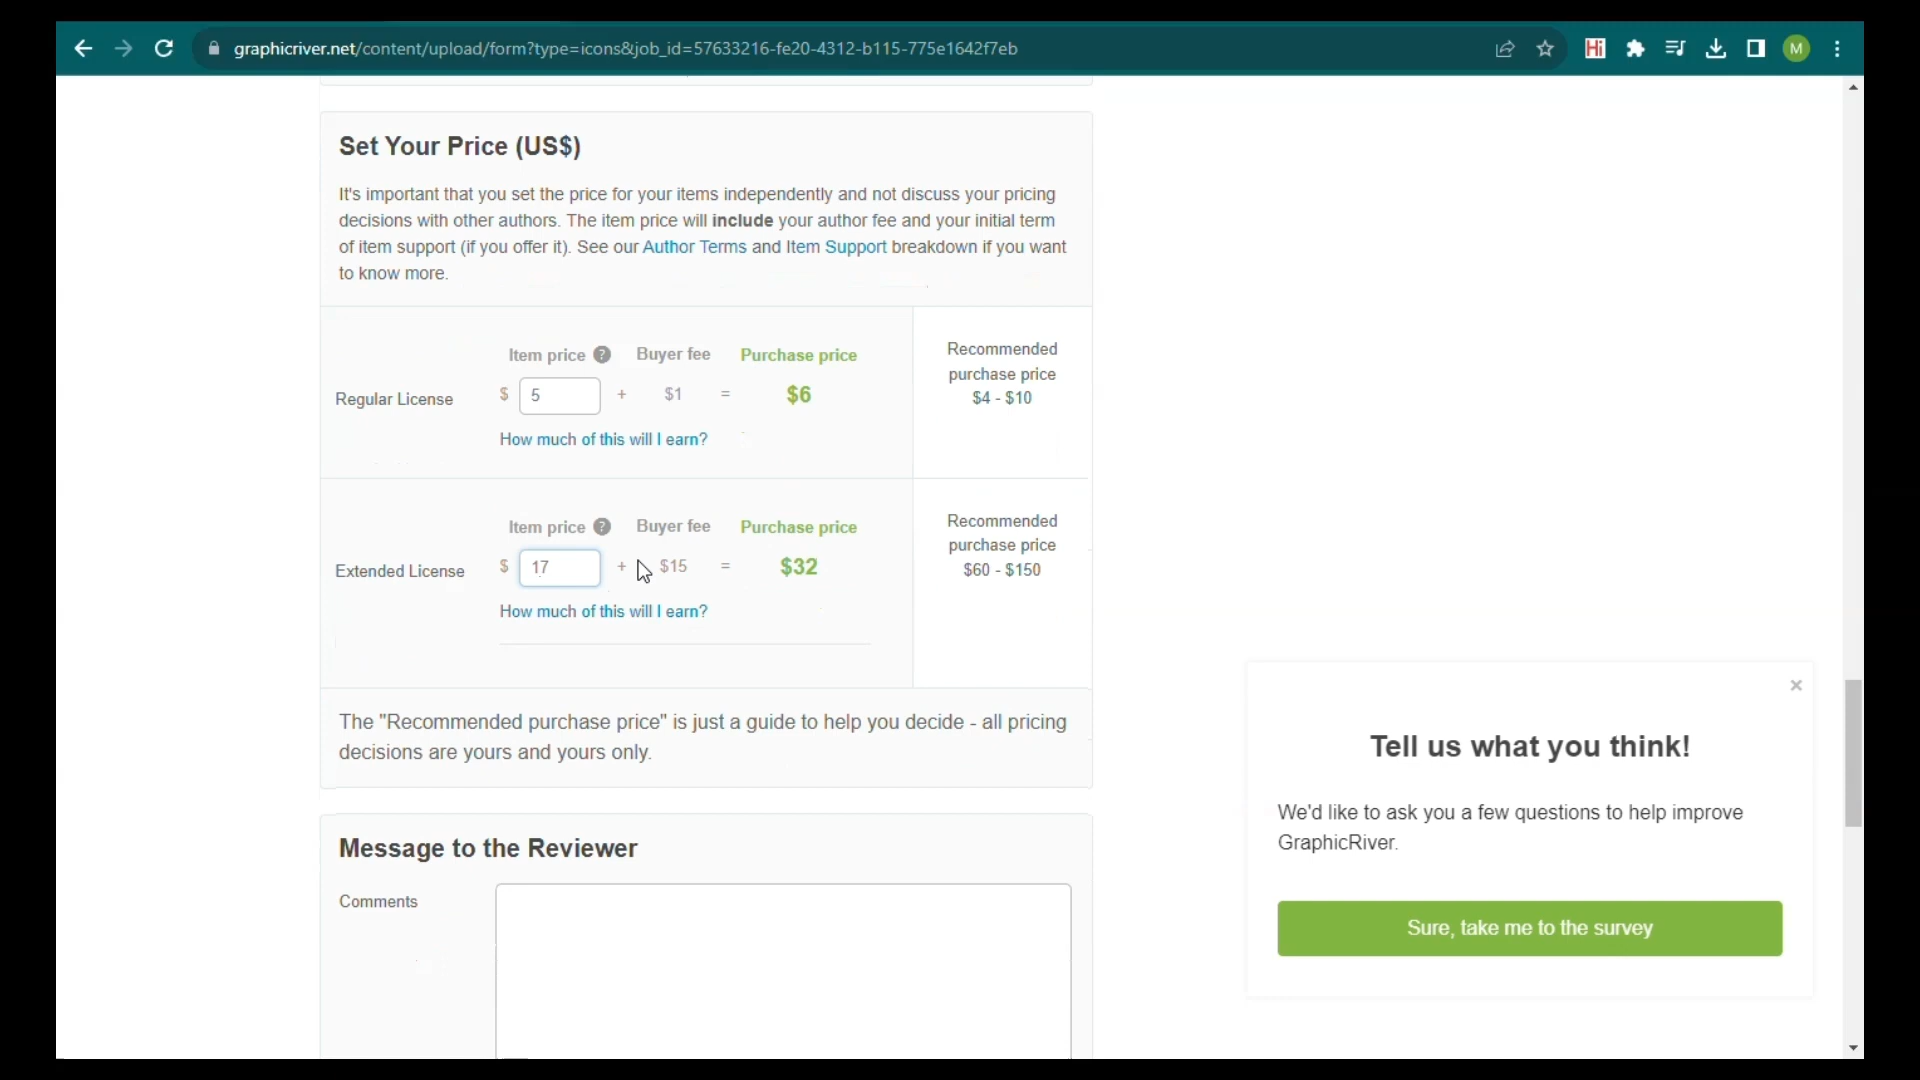 graphicriver.net/content/upload/form?type=icons&job_id=57633216-fe20-4312-b115-775e1642f7eb
Hi
M
Set Your Price (US$)
It's important that you set the price for your items independently and not discuss your pricing
decisions with other authors. The item price will include your author fee and your initial term
of item support (if you offer it). See our Author Terms and Item Support breakdown if you want
to know more.
Item price ? Buyer fee Purchase price
Regular License $ 5 + $1 = $6
How much of this will I earn?
Recommended
purchase price
$4 - $10
Item price ? Buyer fee Purchase price
Extended License $ 17 + $15 = $32
How much of this will I earn?
Recommended
purchase price
$60 - $150
The "Recommended purchase price" is just a guide to help you decide - all pricing
decisions are yours and yours only.
Message to the Reviewer
Comments
Tell us what you think!
We'd like to ask you a few questions to help improve
GraphicRiver.
Sure, take me to the survey